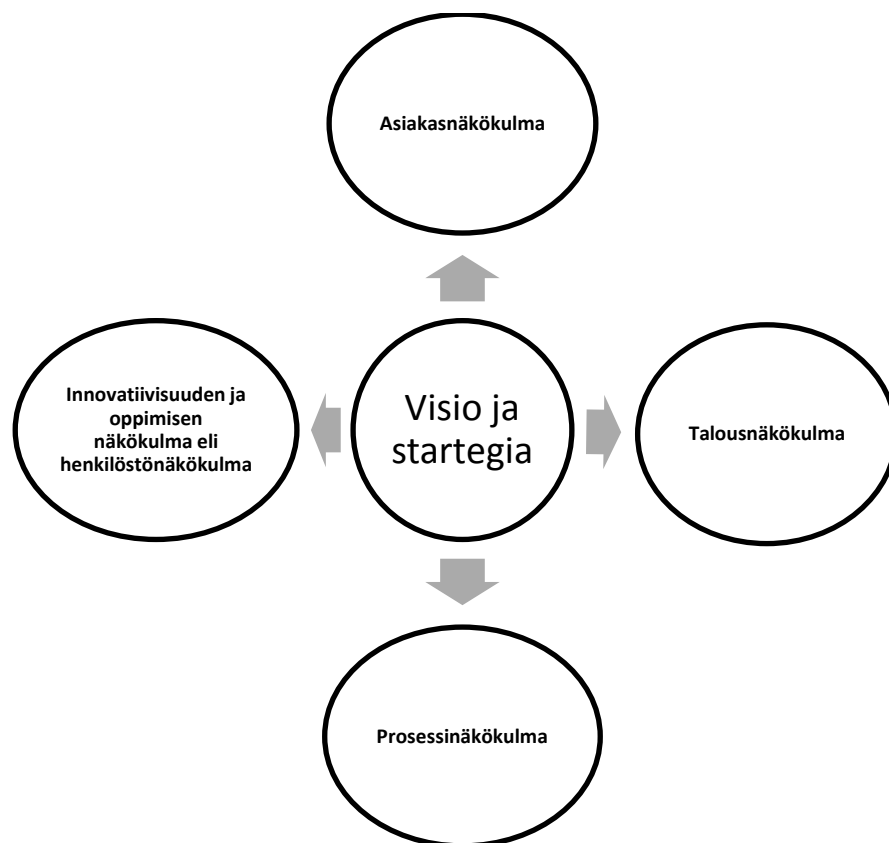 Asiakasnäkökulma
Innovatiivisuuden ja
oppimisen
näkökulma eli
henkilöstönäkökulma
Visio ja
startegia
Talousnäkökulma
Prosessinäkökulma